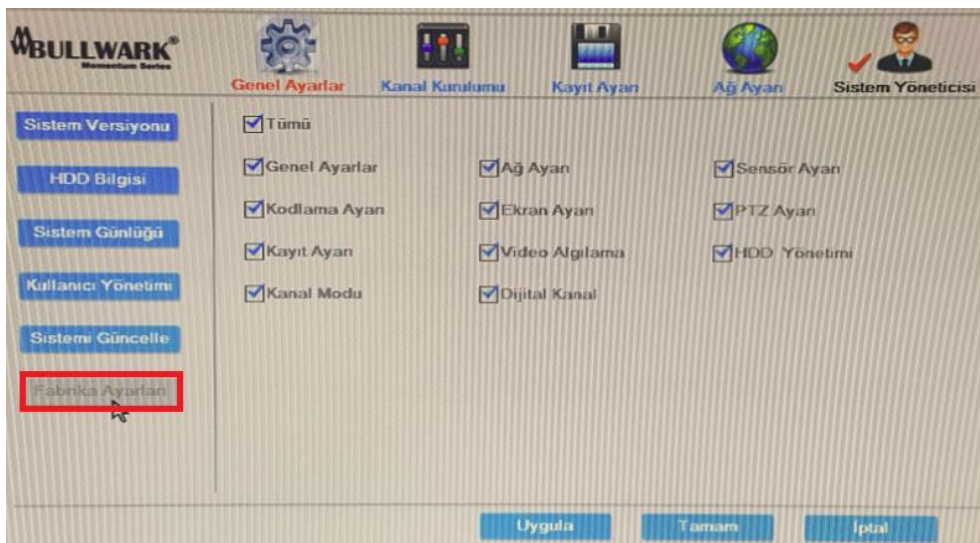 BULLWARK®
Momentum Series
Genel Ayarlar Kanal Kurulumu Kayıt Ayarı Ağ Ayarı Sistem Yöneticisi
Sistem Versiyonu
HDD Bilgisi
Sistem Günlüğü
Kullanıcı Yönetimi
Sistemi Güncelle
Fabrika Ayarları
Tümü
Genel Ayarlar Ağ Ayarı Sensör Ayarı
Kodlama Ayarı Ekran Ayarı PTZ Ayarı
Kayıt Ayarı Video Algılama HDD Yönetimi
Kanal Modu Dijital Kanal
Uygula Tamam İptal